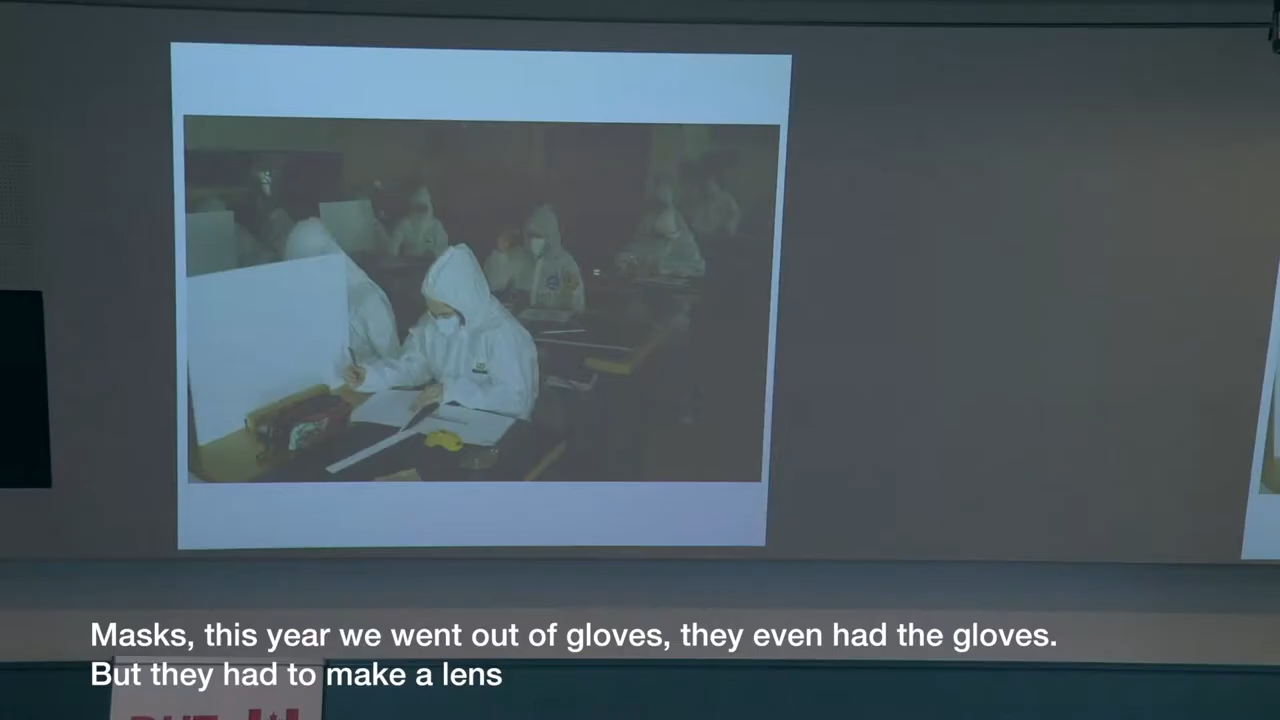 Masks, this year we went out of gloves, they even had the gloves.
But they had to make a lens